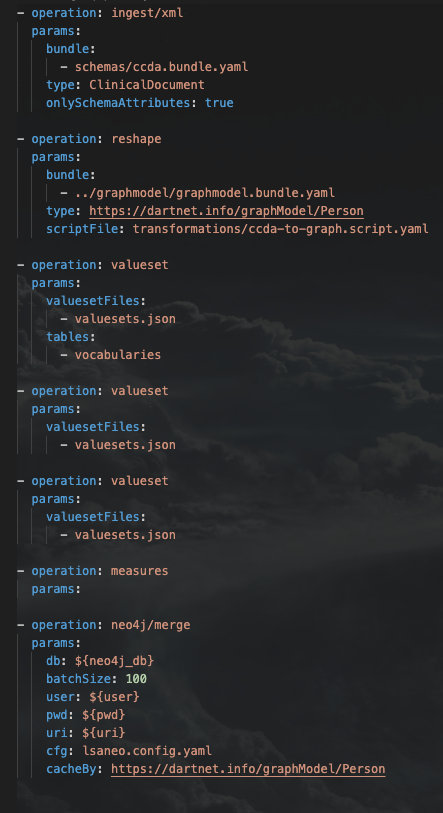 - operation: ingest/xml
  params:
    bundle:
      - schemas/ccda.bundle.yaml
    type: ClinicalDocument
    onlySchemaAttributes: true

- operation: reshape
  params:
    bundle:
      - ../graphmodel/graphmodel.bundle.yaml
    type: https://dartnet.info/graphModel/Person
    scriptFile: transformations/ccda-to-graph.script.yaml

- operation: valueset
  params:
    valuesetFiles:
      - valuesets.json
    tables:
      - vocabularies

- operation: valueset
  params:
    valuesetFiles:
      - valuesets.json

- operation: valueset
  params:
    valuesetFiles:
      - valuesets.json

- operation: measures
  params:

- operation: neo4j/merge
  params:
    db: ${neo4j_db}
    batchSize: 100
    user: ${user}
    pwd: ${pwd}
    uri: ${uri}
    cfg: lsaneo.config.yaml
    cacheBy: https://dartnet.info/graphModel/Person